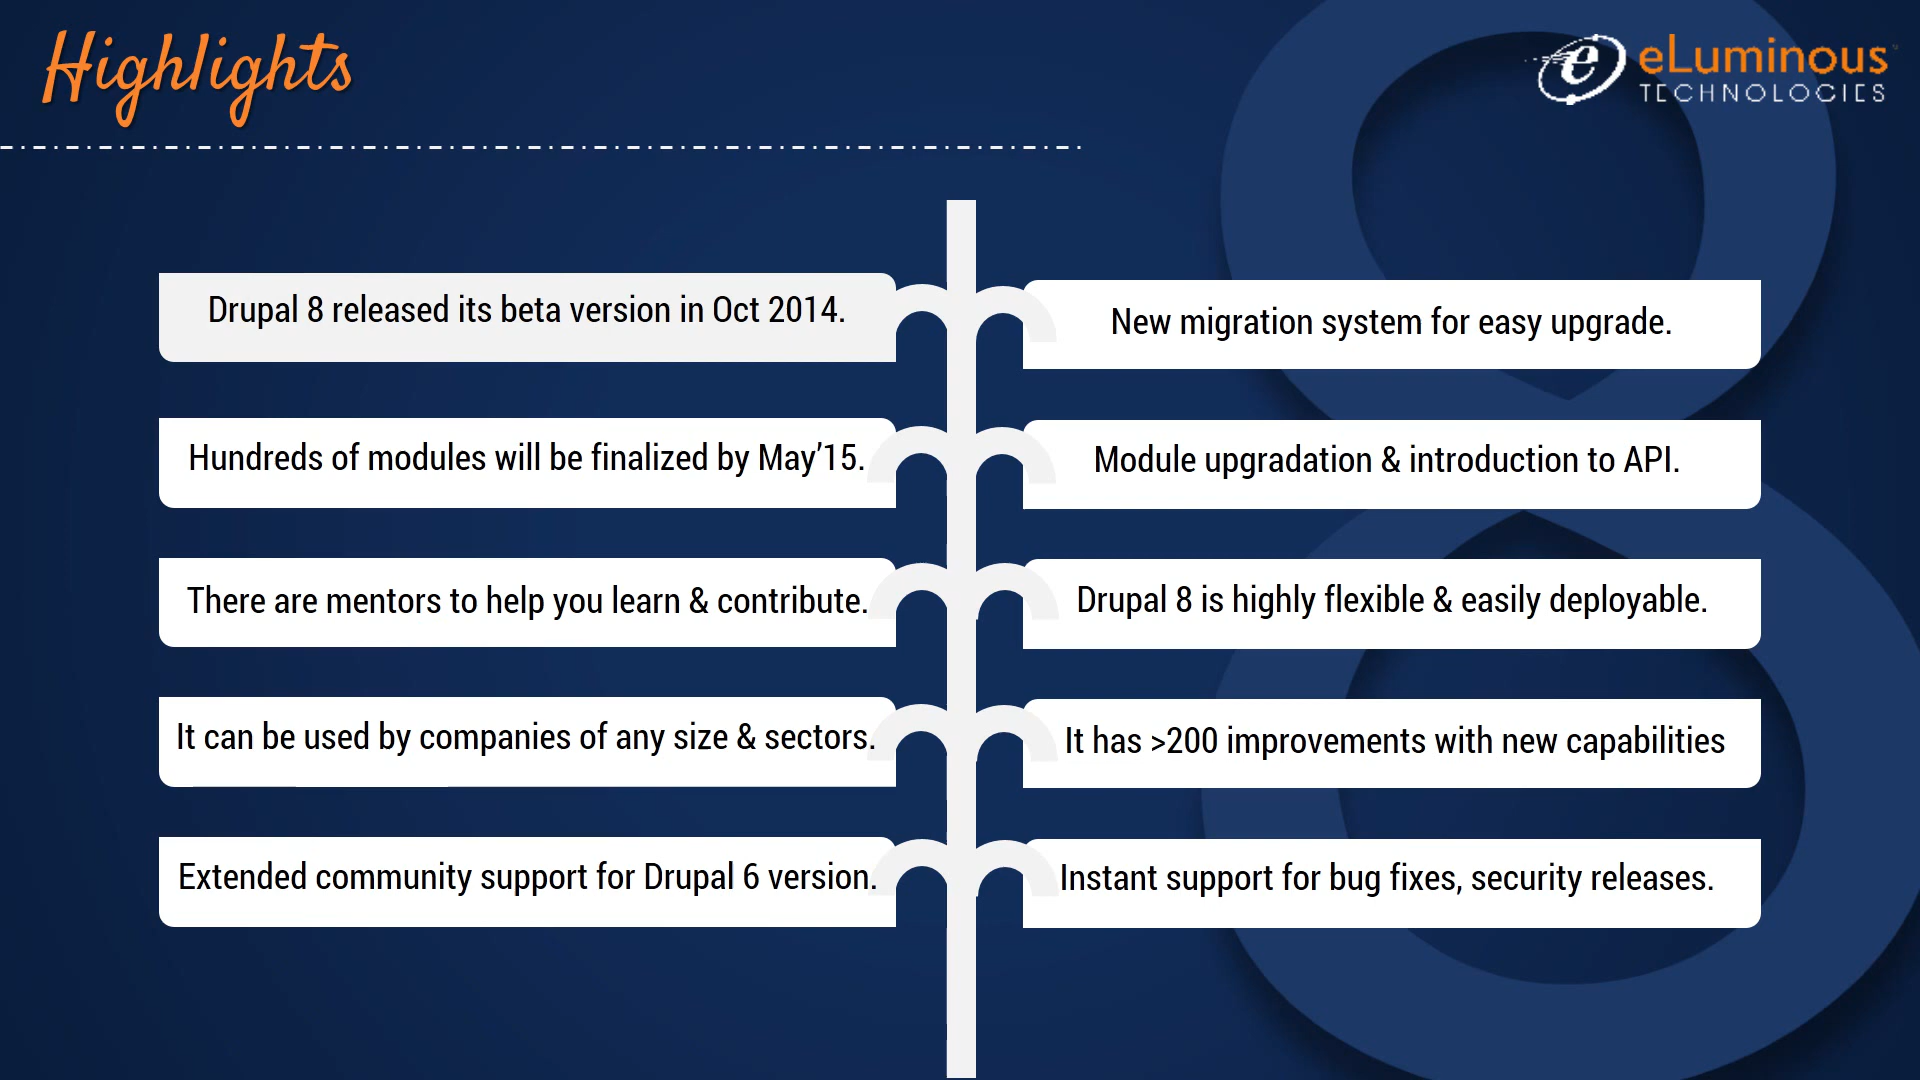 Highlights
eLuminous
TECHNOLOGIES
Drupal 8 released its beta version in Oct 2014.
Hundreds of modules will be finalized by May’15.
There are mentors to help you learn & contribute.
It can be used by companies of any size & sectors.
Extended community support for Drupal 6 version.
New migration system for easy upgrade.
Module upgradation & introduction to API.
Drupal 8 is highly flexible & easily deployable.
It has >200 improvements with new capabilities
Instant support for bug fixes, security releases.